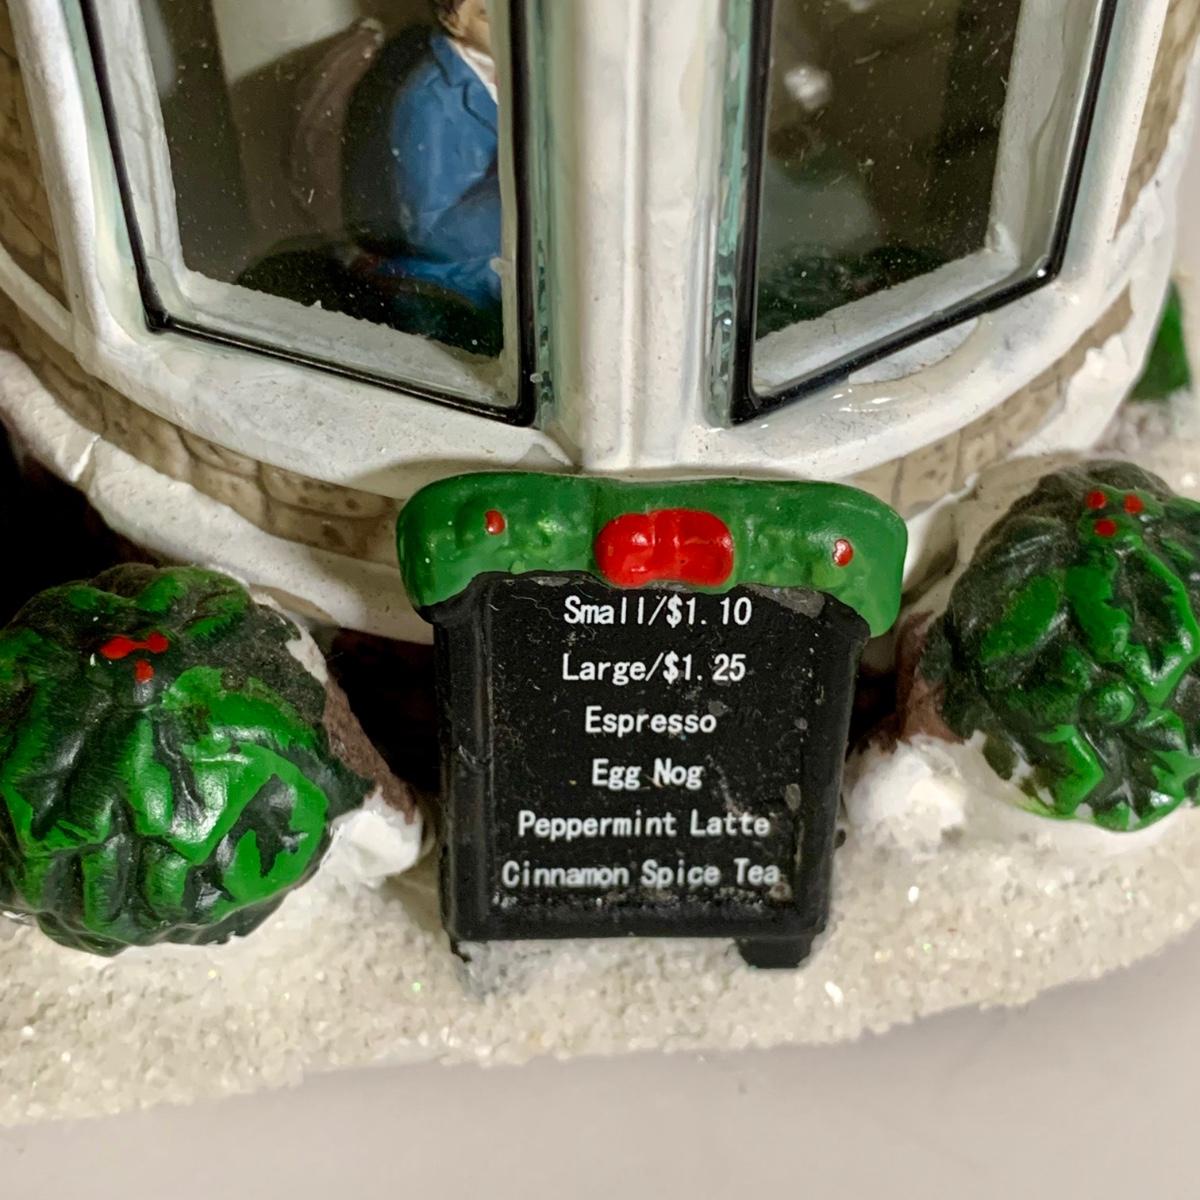 Small/$1.10
Large/$1.25
Espresso
Egg Nog
Peppermint Latte
Cinnamon Spice Tea